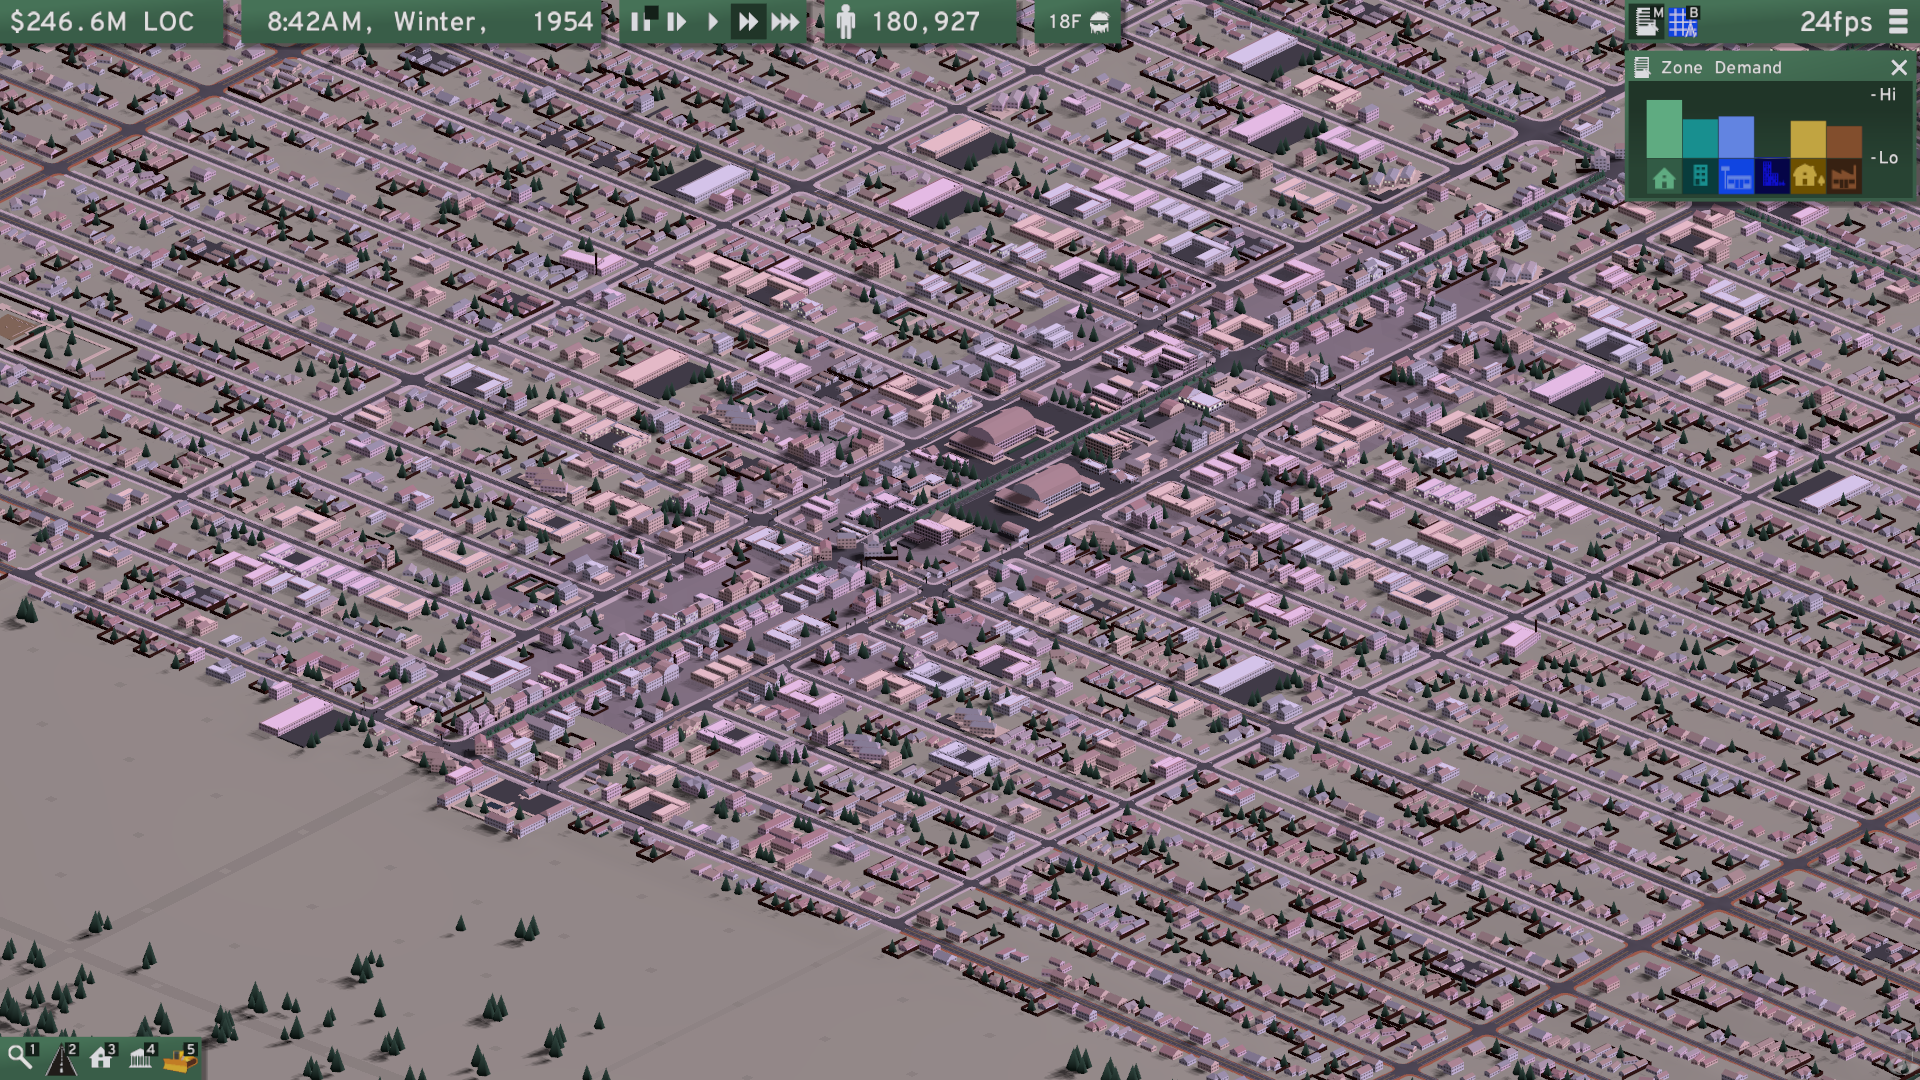 $246.6M LOC
8:42AM, Winter, 1954
180,927
18F
M
B
24fps
Zone Demand
-Hi
-Lo
1
2
3
4
5